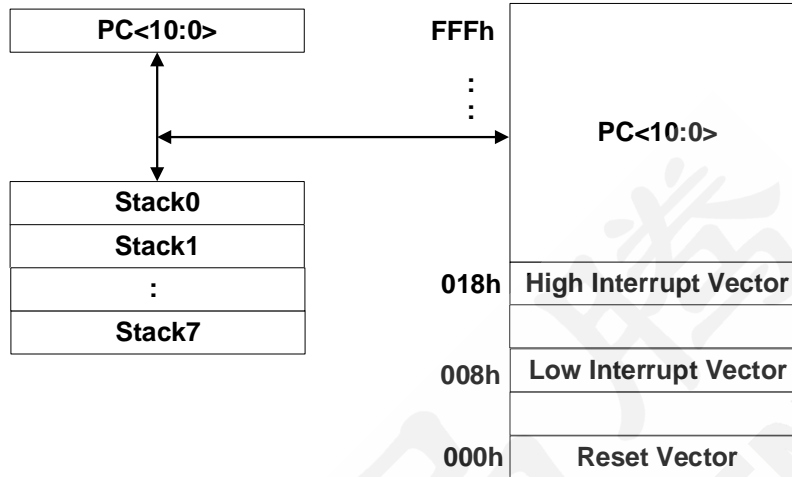 PC<10:0>
FFFh
:
:
PC<10:0>
Stack0
Stack1
:
Stack7
018h High Interrupt Vector
008h Low Interrupt Vector
000h Reset Vector
腾